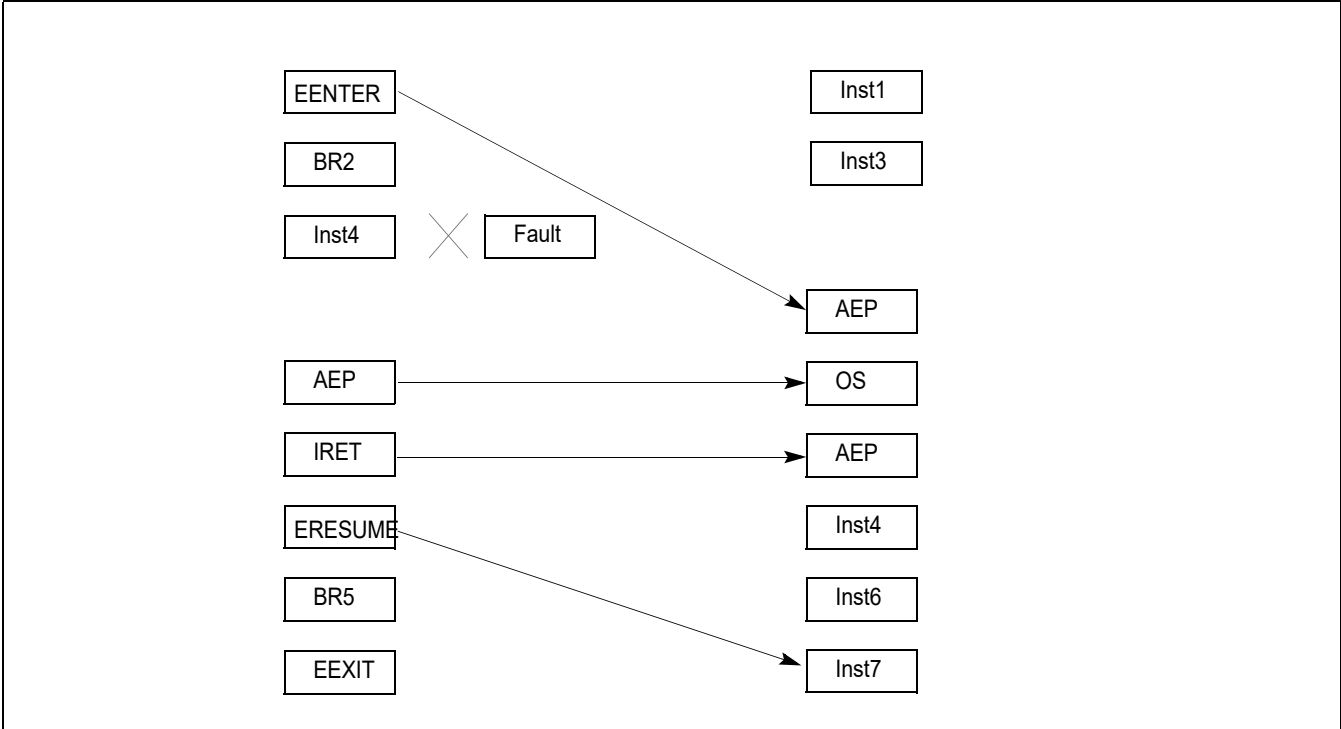 EENTER Inst1
BR2 Inst3
Inst4 Fault
AEP
AEP OS
IRET AEP
ERESUME Inst4
BR5 Inst6
EEXIT Inst7